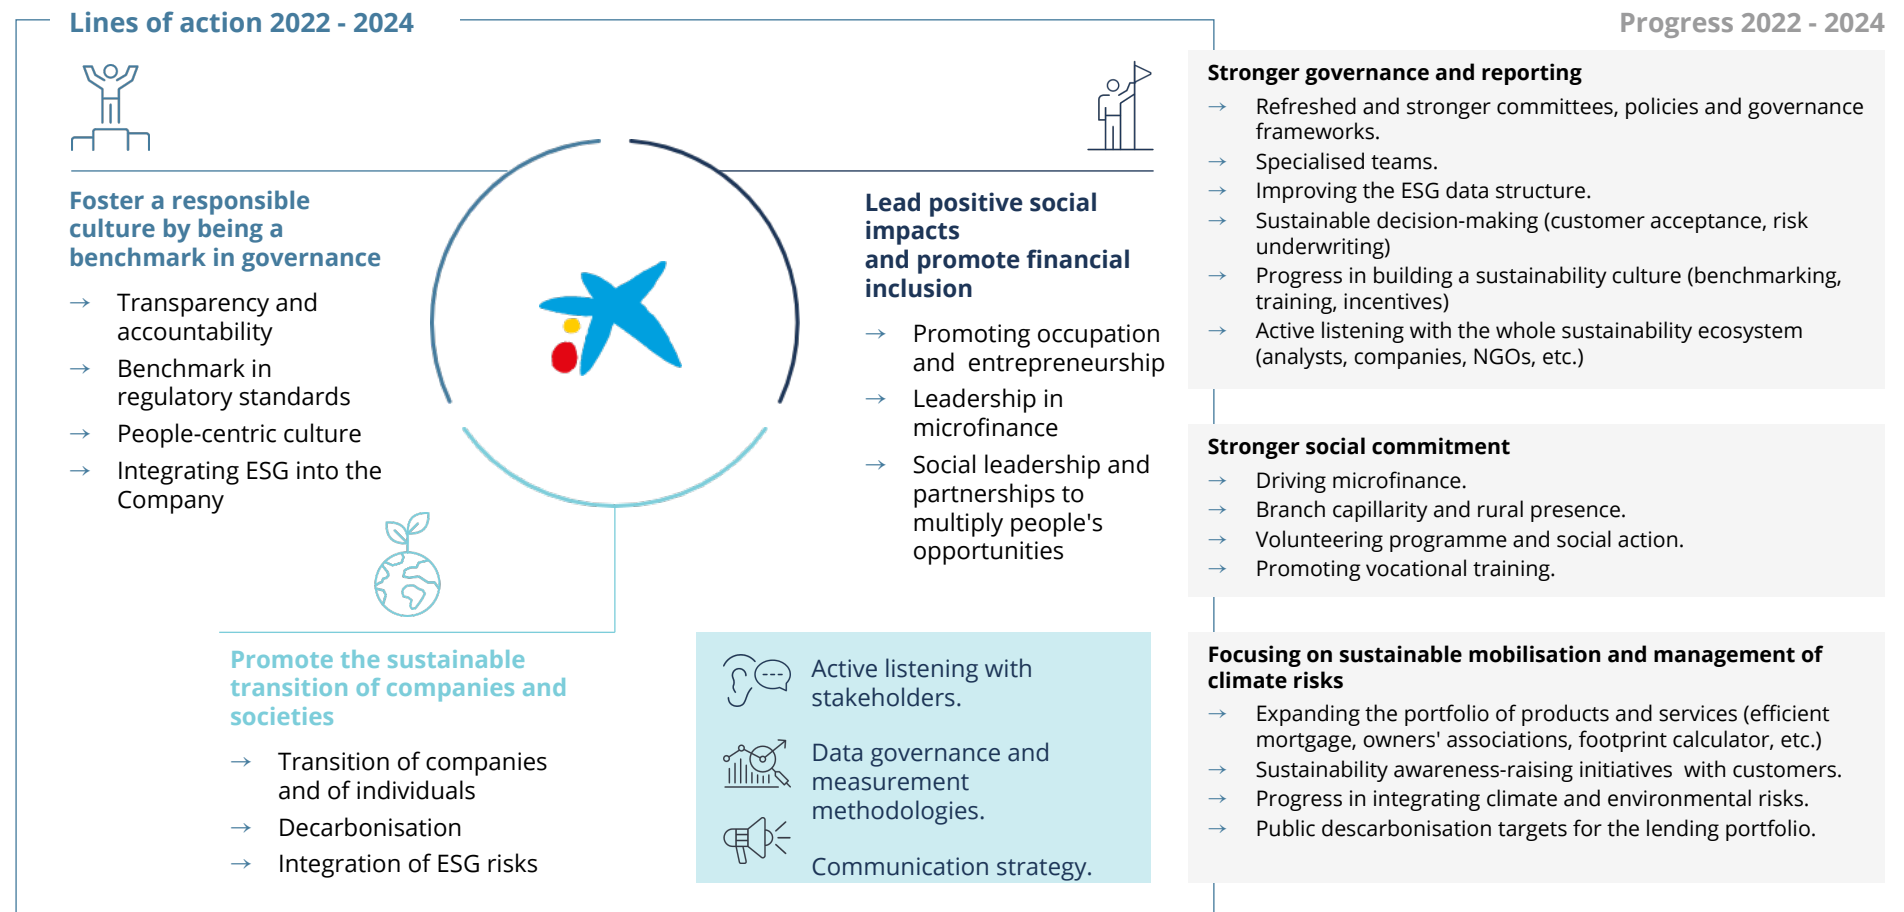 Lines of action 2022 - 2024
Foster a responsible
culture by being a
benchmark in governance
→ Transparency and
accountability
→ Benchmark in
regulatory standards
→ People-centric culture
→ Integrating ESG into the
Company
Lead positive social
impacts
and promote financial
inclusion
→ Promoting occupation
and entrepreneurship
→ Leadership in
microfinance
→ Social leadership and
partnerships to
multiply people's
opportunities
Promote the sustainable
transition of companies and
societies
→ Transition of companies
and of individuals
→ Decarbonisation
→ Integration of ESG risks
Active listening with
stakeholders.
Data governance and
measurement
methodologies.
Communication strategy.
Progress 2022 - 2024
Stronger governance and reporting
→ Refreshed and stronger committees, policies and governance
frameworks.
→ Specialised teams.
→ Improving the ESG data structure.
→ Sustainable decision-making (customer acceptance, risk
underwriting)
→ Progress in building a sustainability culture (benchmarking,
training, incentives)
→ Active listening with the whole sustainability ecosystem
(analysts, companies, NGOs, etc.)
Stronger social commitment
→ Driving microfinance.
→ Branch capillarity and rural presence.
→ Volunteering programme and social action.
→ Promoting vocational training.
Focusing on sustainable mobilisation and management of
climate risks
→ Expanding the portfolio of products and services (efficient
mortgage, owners' associations, footprint calculator, etc.)
→ Sustainability awareness-raising initiatives with customers.
→ Progress in integrating climate and environmental risks.
→ Public descarbonisation targets for the lending portfolio.